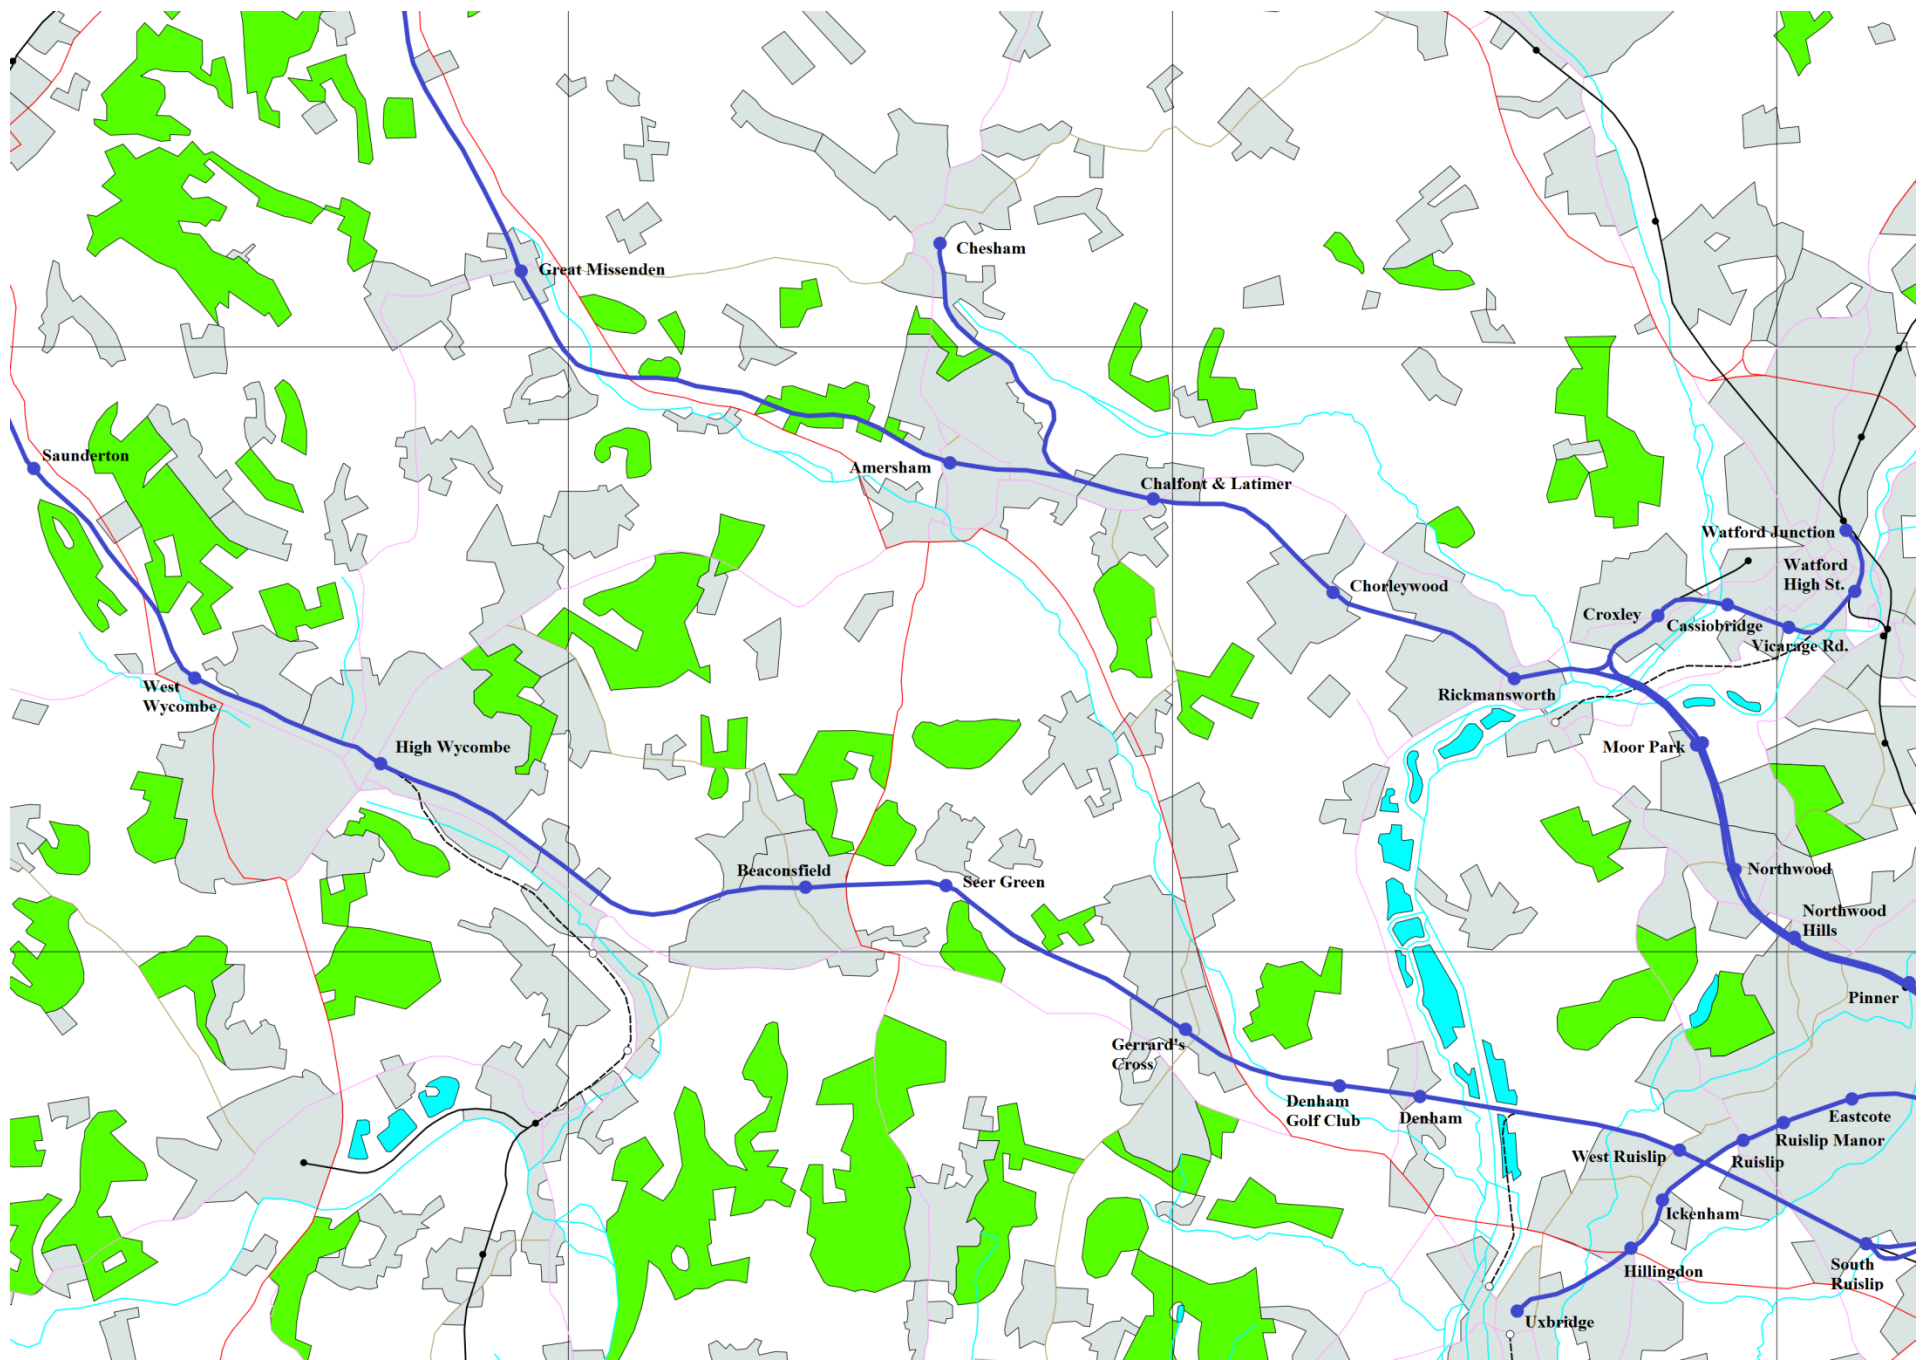 Chesham
Great Missenden
Saunderton
Amersham
Chalfont & Latimer
Watford Junction
Watford
High St.
Chorleywood
Croxley
Cassiobridge
Vicarage Rd.
West
Wycombe
Rickmansworth
High Wycombe
Moor Park
Beaconsfield
Seer Green
Northwood
Northwood
Hills
Pinner
Gerrard's
Cross
Denham
Golf Club
Denham
Eastcote
Ruislip Manor
West Ruislip
Ruislip
Ickenham
Hillingdon
South
Ruislip
Uxbridge